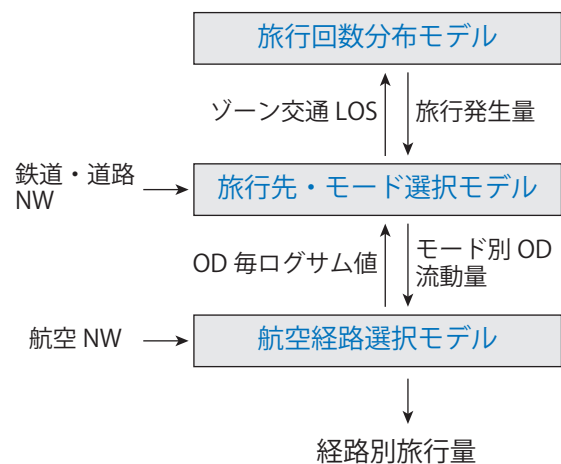 旅行回数分布モデル
ゾーン交通 LOS
旅行発生量
鉄道・道路
NW
旅行先・モード選択モデル
OD 毎ログサム値
モード別 OD
流動量
航空 NW
航空経路選択モデル
経路別旅行量